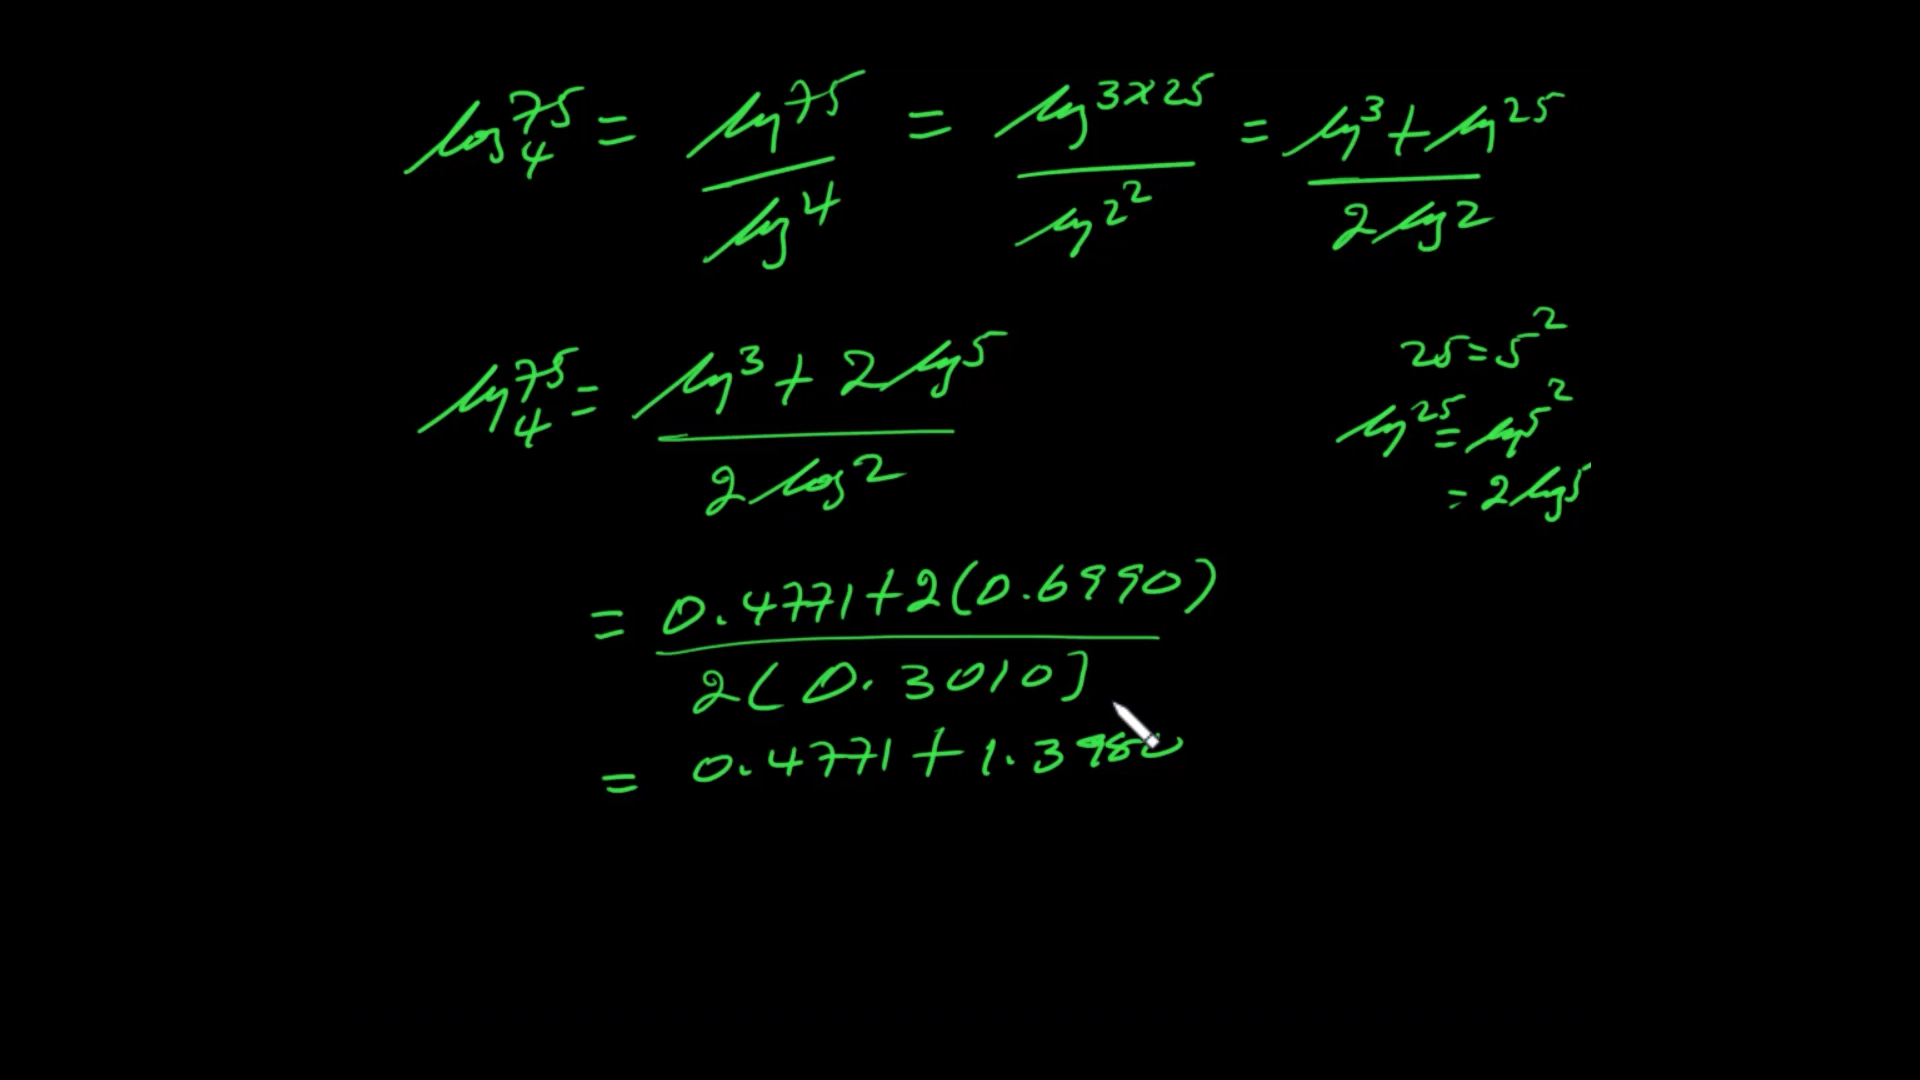 log₄75 = log75 / log4 = log3×25 / log2² = log3 + log25 / 2log2
25 = 5²
log₄75 = log3 + 2log5 / 2log2
log25 = log5²
= 2log5
= 0.4771 + 2(0.6990) / 2(0.3010]
= 0.4771 + 1.3980